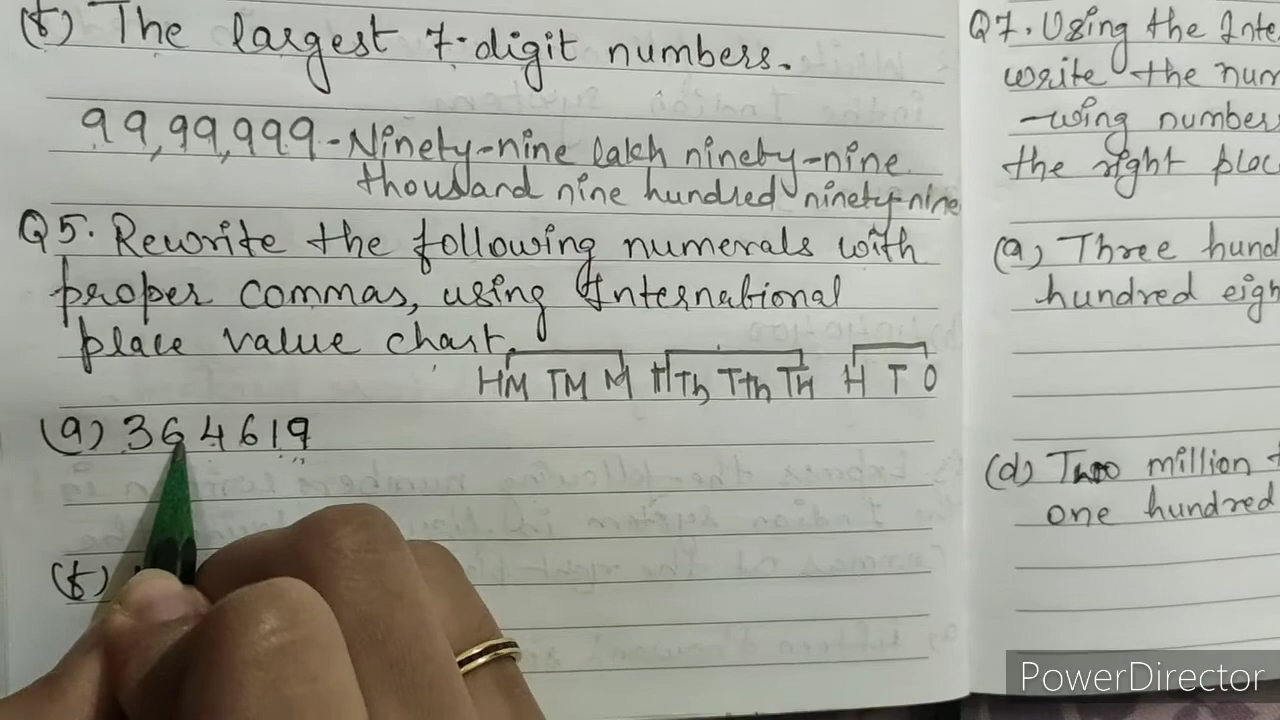 (f) The largest 7-digit numbers.
99,99,999 - Ninety-nine lakh ninety-nine
thousand nine hundred ninety-nine
Q5. Rewrite the following numerals with
proper commas, using International
place value chart.
HM TM M HTh TTh TH H T O
(a) 364619
(f)
Q7. Using the Inte
write the num
-wing numbers
the right plac
(a) Three hund
hundred eigh
(d) Two million
one hundred
PowerDirector